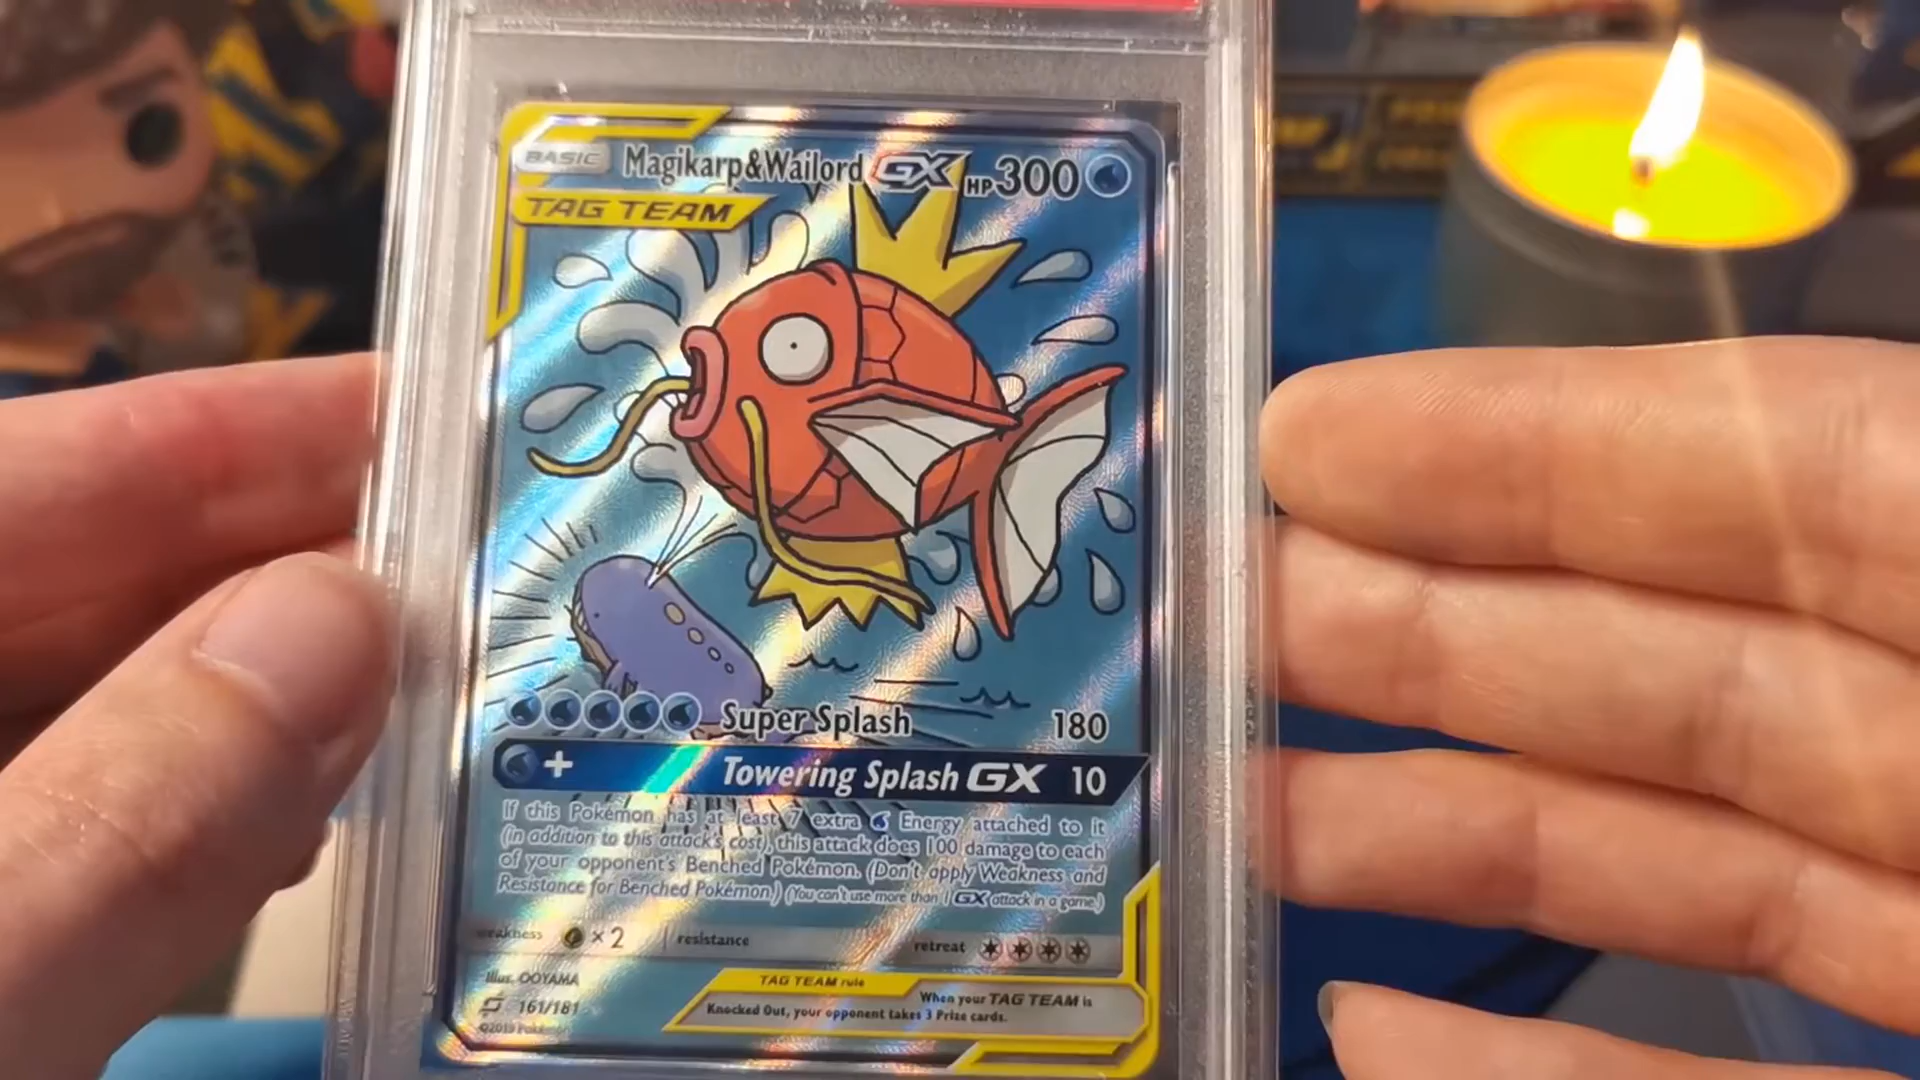 BASIC Magikarp&Wailord GX HP300
TAG TEAM
Super Splash 180
+ Towering Splash GX 10
If this Pokémon has at least 7 extra Energy attached to it
(in addition to this attack's cost), this attack does 100 damage to each
of your opponent's Benched Pokémon. (Don't apply Weakness and
Resistance for Benched Pokémon.) (You can't use more than 1 GX attack in a game.)
weakness ×2 resistance retreat
Illus. OOYAMA
161/181
©2019 Pokémon
TAG TEAM rule
When your TAG TEAM is
Knocked Out, your opponent takes 3 Prize cards.